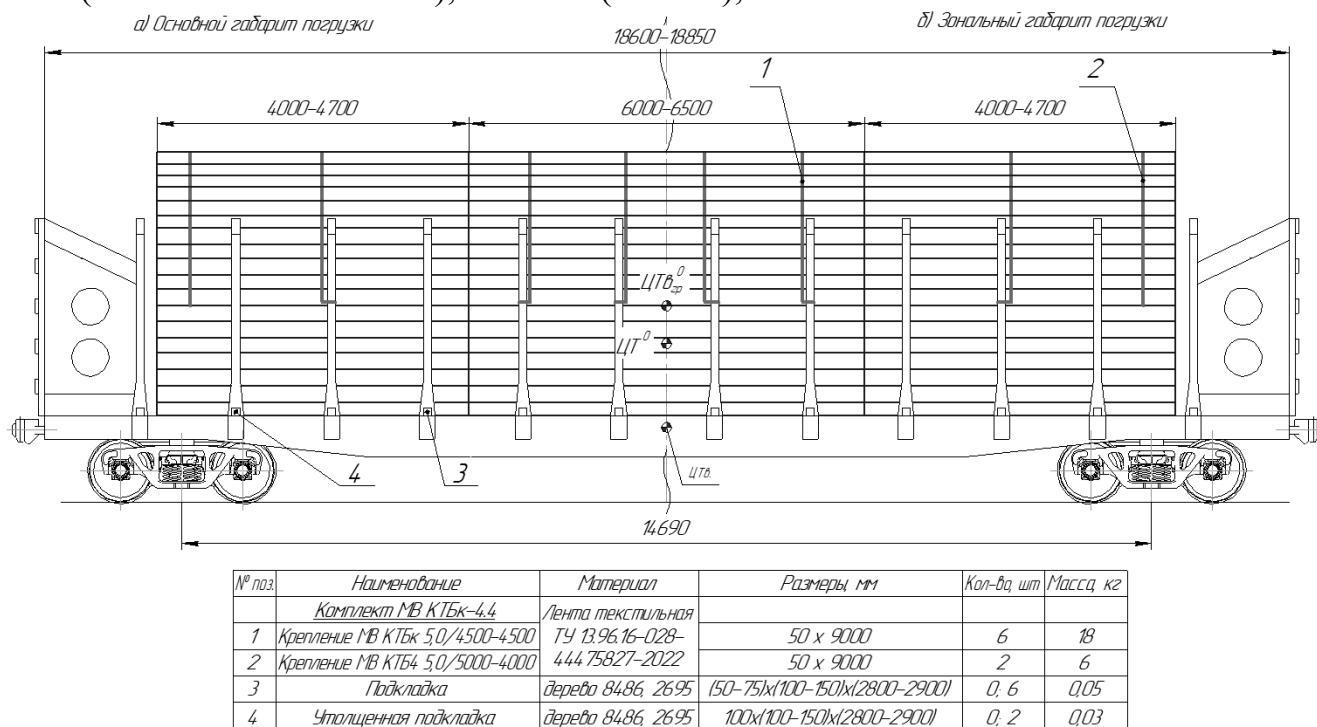 а) Основной габарит погрузки
б) Зональный габарит погрузки
18600-18850
1
2
4000-4700
6000-6500
4000-4700
ЦТв гр 0
ЦТ 0
4
3
ЦТв.
14690
№ поз. Наименование Материал Размеры, мм Кол-во, шт Масса, кг
Комплект МВ КТБк-4.4 Лента текстильная
1 Крепление МВ КТБк 5,0/4500-4500 ТУ 13.96.16-028- 50 х 9000 6 18
2 Крепление МВ КТБ4 5,0/5000-4000 44475827-2022 50 х 9000 2 6
3 Подкладка дерево 8486, 2695 (50-75)х(100-150)х(2800-2900) 0; 6 0,05
4 Утолщенная подкладка дерево 8486, 2695 100х(100-150)х(2800-2900) 0; 2 0,03